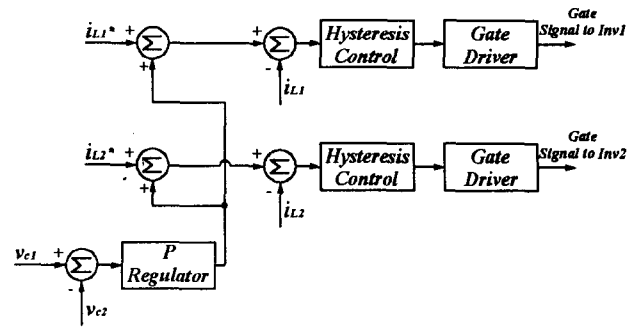 iL1*
+
Σ
+
+
Σ
-
iL1
Hysteresis
Control
Gate
Driver
Gate
Signal to Inv1
iL2*
+
Σ
+
+
Σ
-
iL2
Hysteresis
Control
Gate
Driver
Gate
Signal to Inv2
vc1
+
Σ
-
vc2
P
Regulator